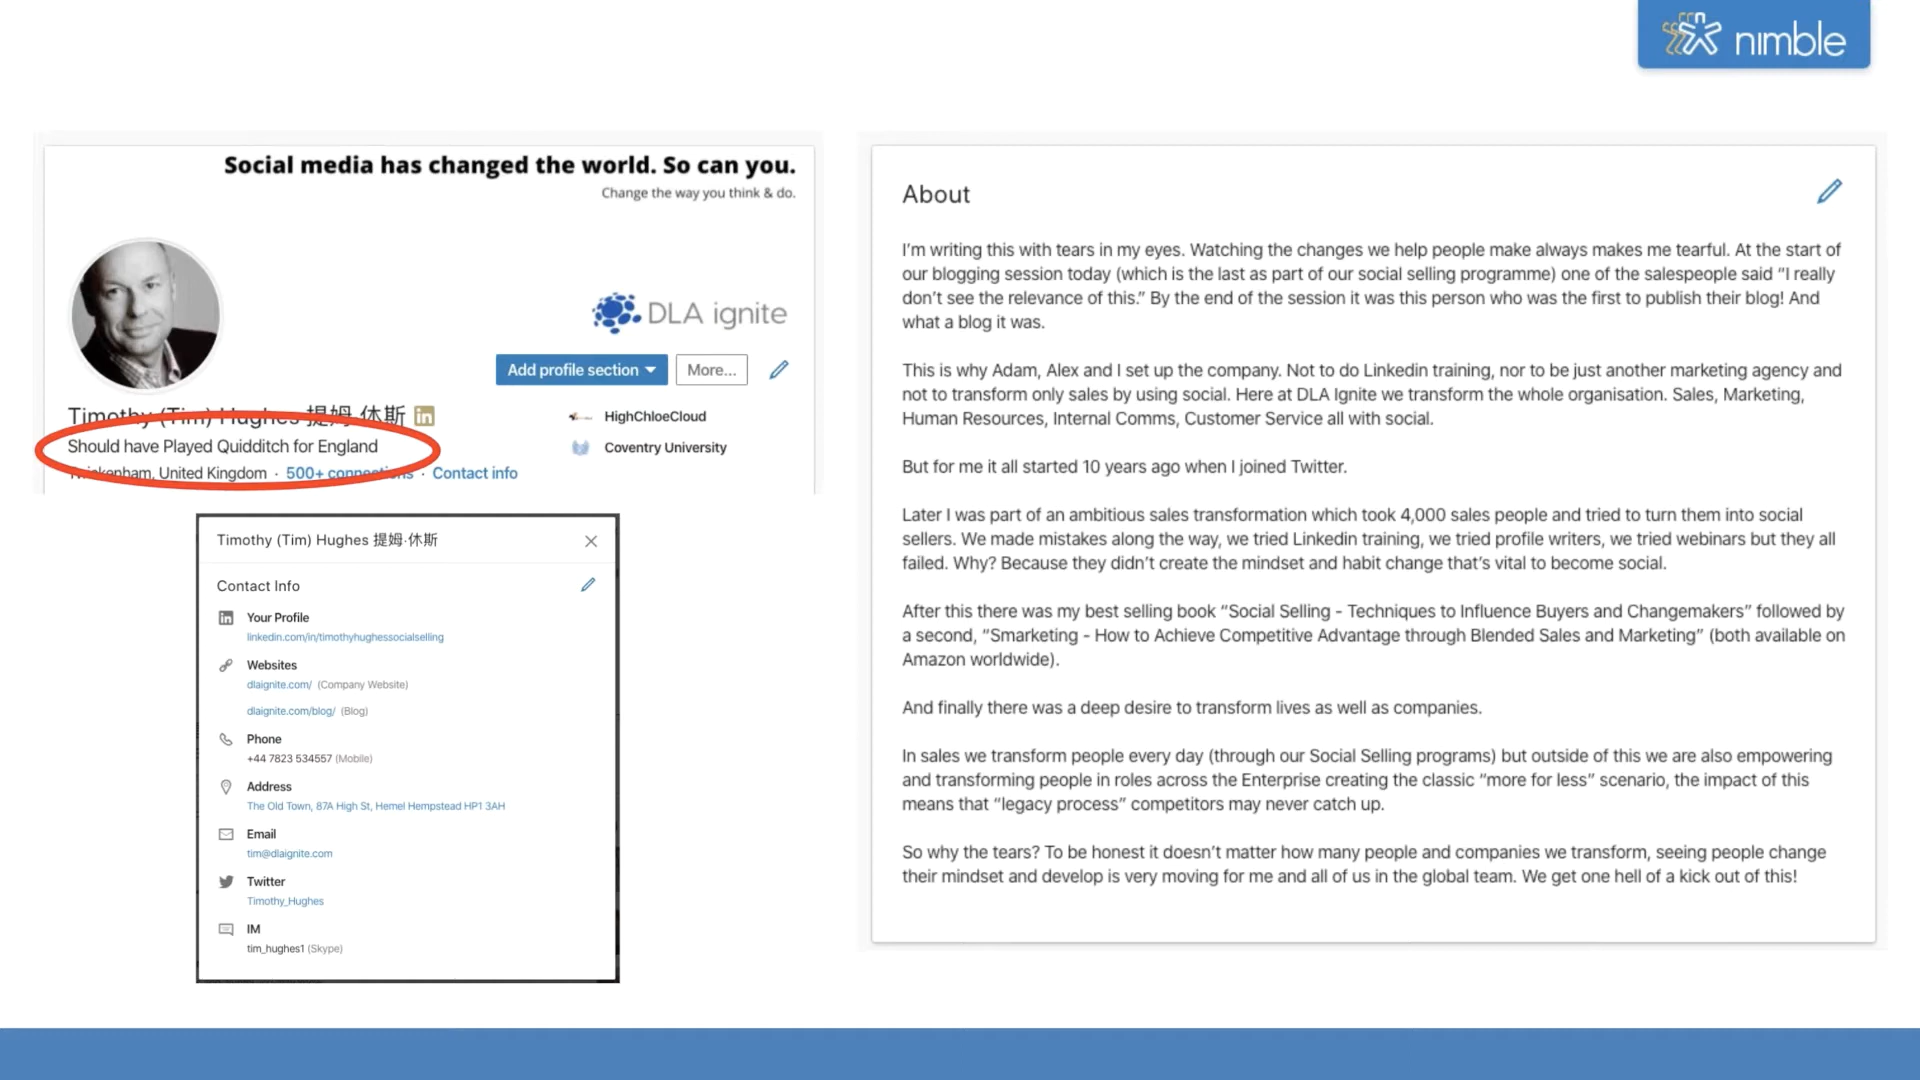 nimble
Social media has changed the world. So can you.
Change the way you think & do.
DLA ignite
Add profile section
More...
Timothy (Tim) Hughes 提姆·休斯
HighChloeCloud
Should have Played Quidditch for England
Coventry University
Twickenham, United Kingdom · 500+ connections · Contact info
Timothy (Tim) Hughes 提姆·休斯
Contact Info
Your Profile
linkedin.com/in/timothyhughessocialselling
Websites
dlaignite.com/ (Company Website)
dlaignite.com/blog/ (Blog)
Phone
+44 7823 534557 (Mobile)
Address
The Old Town, 87A High St, Hemel Hempstead HP1 3AH
Email
tim@dlaignite.com
Twitter
Timothy_Hughes
IM
tim_hughes1 (Skype)
About
I’m writing this with tears in my eyes. Watching the changes we help people make always makes me tearful. At the start of
our blogging session today (which is the last as part of our social selling programme) one of the salespeople said “I really
don’t see the relevance of this.” By the end of the session it was this person who was the first to publish their blog! And
what a blog it was.
This is why Adam, Alex and I set up the company. Not to do Linkedin training, nor to be just another marketing agency and
not to transform only sales by using social. Here at DLA Ignite we transform the whole organisation. Sales, Marketing,
Human Resources, Internal Comms, Customer Service all with social.
But for me it all started 10 years ago when I joined Twitter.
Later I was part of an ambitious sales transformation which took 4,000 sales people and tried to turn them into social
sellers. We made mistakes along the way, we tried Linkedin training, we tried profile writers, we tried webinars but they all
failed. Why? Because they didn’t create the mindset and habit change that’s vital to become social.
After this there was my best selling book “Social Selling - Techniques to Influence Buyers and Changemakers” followed by
a second, “Smarketing - How to Achieve Competitive Advantage through Blended Sales and Marketing” (both available on
Amazon worldwide).
And finally there was a deep desire to transform lives as well as companies.
In sales we transform people every day (through our Social Selling programs) but outside of this we are also empowering
and transforming people in roles across the Enterprise creating the classic “more for less” scenario, the impact of this
means that “legacy process” competitors may never catch up.
So why the tears? To be honest it doesn’t matter how many people and companies we transform, seeing people change
their mindset and develop is very moving for me and all of us in the global team. We get one hell of a kick out of this!